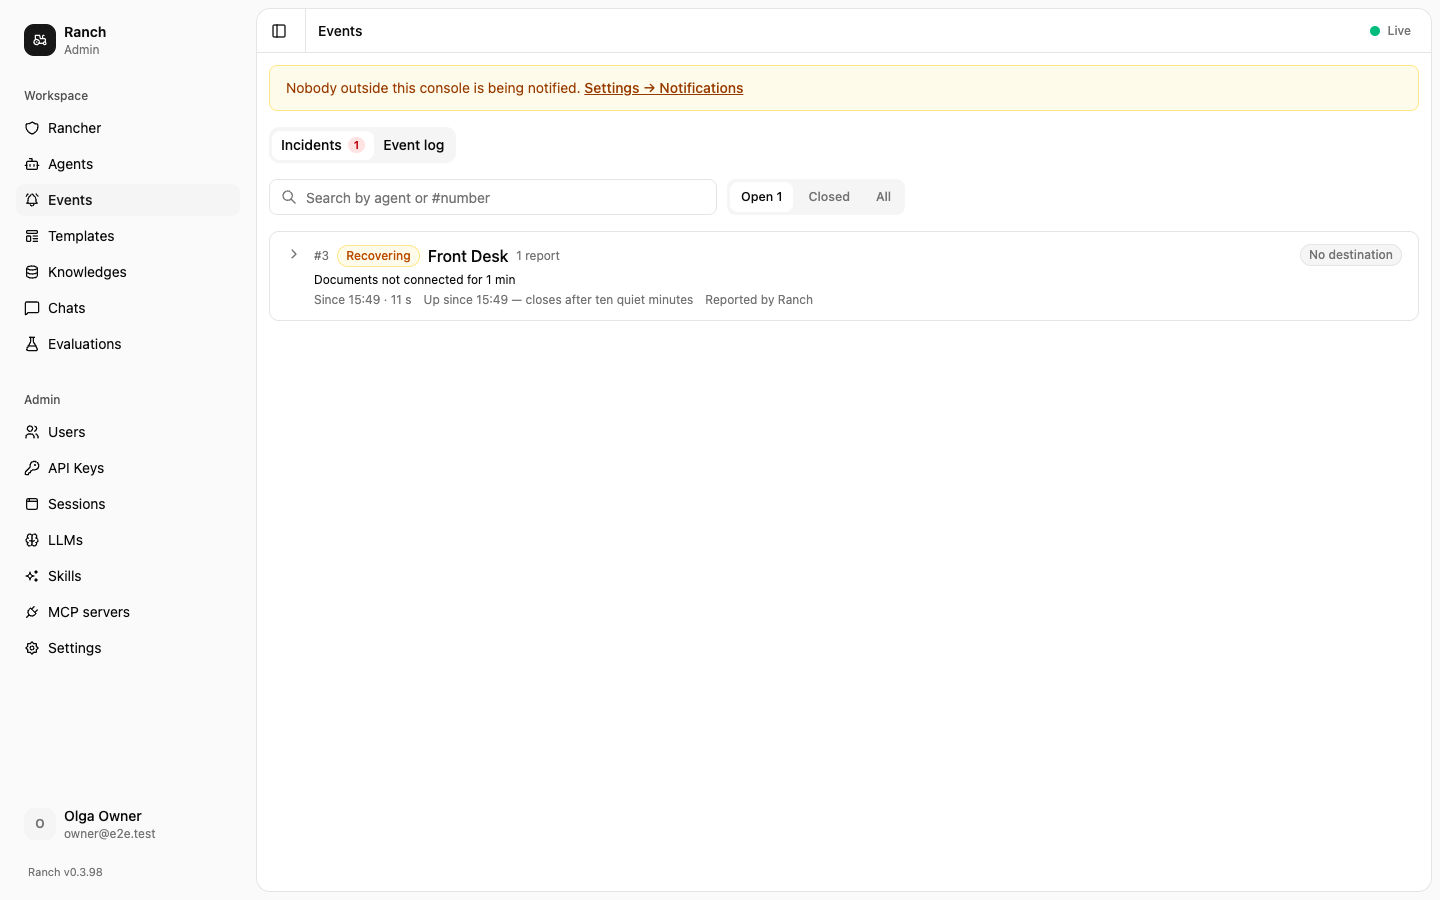 Ranch
Admin
Workspace
Rancher
Agents
Events
Templates
Knowledges
Chats
Evaluations
Admin
Users
API Keys
Sessions
LLMs
Skills
MCP servers
Settings
O
Olga Owner
owner@e2e.test
Ranch v0.3.98
Events
Live
Nobody outside this console is being notified. Settings → Notifications
Incidents 1 Event log
Search by agent or #number
Open 1 Closed All
#3 Recovering Front Desk 1 report
No destination
Documents not connected for 1 min
Since 15:49 · 11 s Up since 15:49 — closes after ten quiet minutes Reported by Ranch